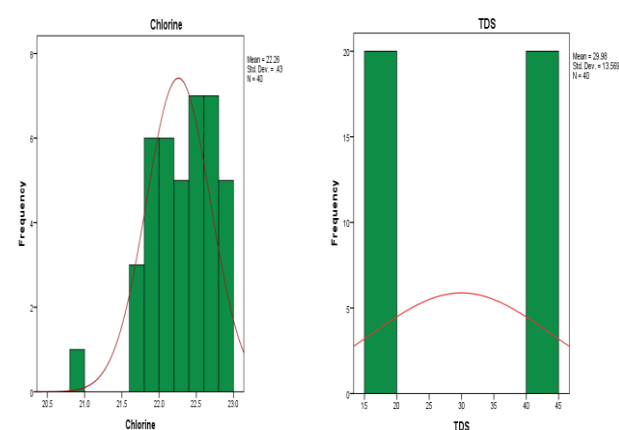 Chlorine
Mean = 22.26
Std. Dev. = .43
N = 40
Frequency
8
6
4
2
0
20.5 21.0 21.5 22.0 22.5 23.0
Chlorine
TDS
Mean = 29.98
Std. Dev. = 13.569
N = 40
Frequency
20
15
10
5
0
15 20 25 30 35 40 45
TDS